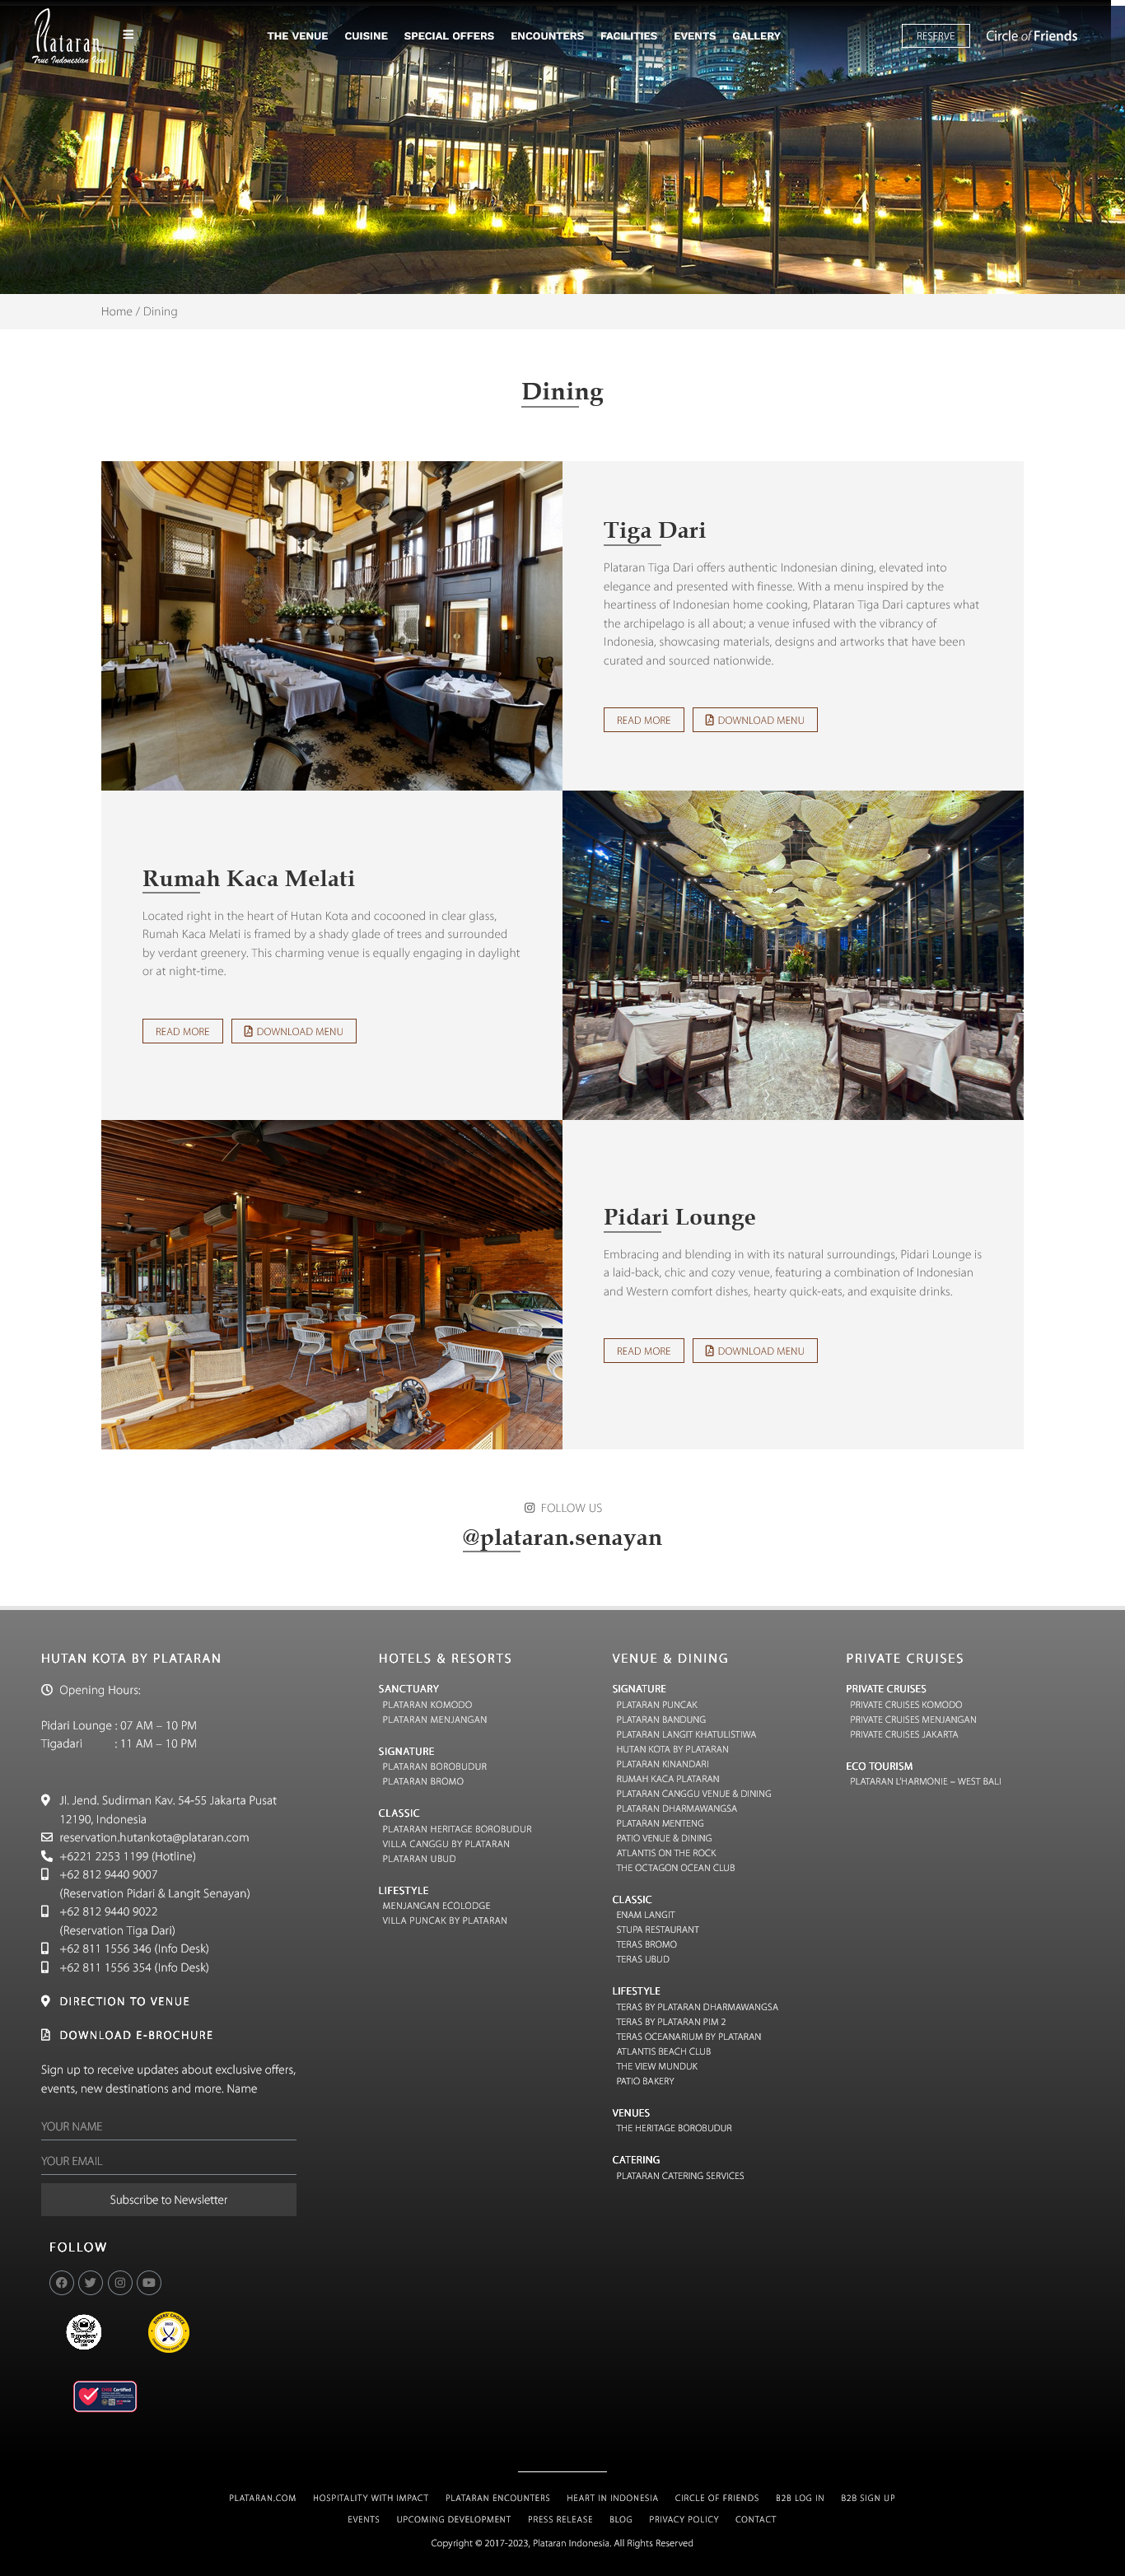 Plataran
True Indonesian Icon
THE VENUE CUISINE SPECIAL OFFERS ENCOUNTERS FACILITIES EVENTS GALLERY
RESERVE
Circle of Friends
Home / Dining
Dining
Tiga Dari
Plataran Tiga Dari offers authentic Indonesian dining, elevated into
elegance and presented with finesse. With a menu inspired by the
heartiness of Indonesian home cooking, Plataran Tiga Dari captures what
the archipelago is all about; a venue infused with the vibrancy of
Indonesia, showcasing materials, designs and artworks that have been
curated and sourced nationwide.
READ MORE DOWNLOAD MENU
Rumah Kaca Melati
Located right in the heart of Hutan Kota and cocooned in clear glass,
Rumah Kaca Melati is framed by a shady glade of trees and surrounded
by verdant greenery. This charming venue is equally engaging in daylight
or at night-time.
READ MORE DOWNLOAD MENU
Pidari Lounge
Embracing and blending in with its natural surroundings, Pidari Lounge is
a laid-back, chic and cozy venue, featuring a combination of Indonesian
and Western comfort dishes, hearty quick-eats, and exquisite drinks.
READ MORE DOWNLOAD MENU
FOLLOW US
@plataran.senayan
HUTAN KOTA BY PLATARAN
Opening Hours:
Pidari Lounge : 07 AM – 10 PM
Tigadari : 11 AM – 10 PM
Jl. Jend. Sudirman Kav. 54-55 Jakarta Pusat
12190, Indonesia
reservation.hutankota@plataran.com
+6221 2253 1199 (Hotline)
+62 812 9440 9007
(Reservation Pidari & Langit Senayan)
+62 812 9440 9022
(Reservation Tiga Dari)
+62 811 1556 346 (Info Desk)
+62 811 1556 354 (Info Desk)
DIRECTION TO VENUE
DOWNLOAD E-BROCHURE
Sign up to receive updates about exclusive offers,
events, new destinations and more. Name
YOUR NAME
YOUR EMAIL
Subscribe to Newsletter
FOLLOW
Travelers' Choice
HOTELS & RESORTS
SANCTUARY
PLATARAN KOMODO
PLATARAN MENJANGAN
SIGNATURE
PLATARAN BOROBUDUR
PLATARAN BROMO
CLASSIC
PLATARAN HERITAGE BOROBUDUR
VILLA CANGGU BY PLATARAN
PLATARAN UBUD
LIFESTYLE
MENJANGAN ECOLODGE
VILLA PUNCAK BY PLATARAN
VENUE & DINING
SIGNATURE
PLATARAN PUNCAK
PLATARAN BANDUNG
PLATARAN LANGIT KHATULISTIWA
HUTAN KOTA BY PLATARAN
PLATARAN KINANDARI
RUMAH KACA PLATARAN
PLATARAN CANGGU VENUE & DINING
PLATARAN DHARMAWANGSA
PLATARAN MENTENG
PATIO VENUE & DINING
ATLANTIS ON THE ROCK
THE OCTAGON OCEAN CLUB
CLASSIC
ENAM LANGIT
STUPA RESTAURANT
TERAS BROMO
TERAS UBUD
LIFESTYLE
TERAS BY PLATARAN DHARMAWANGSA
TERAS BY PLATARAN PIM 2
TERAS OCEANARIUM BY PLATARAN
ATLANTIS BEACH CLUB
THE VIEW MUNDUK
PATIO BAKERY
VENUES
THE HERITAGE BOROBUDUR
CATERING
PLATARAN CATERING SERVICES
PRIVATE CRUISES
PRIVATE CRUISES
PRIVATE CRUISES KOMODO
PRIVATE CRUISES MENJANGAN
PRIVATE CRUISES JAKARTA
ECO TOURISM
PLATARAN L'HARMONIE – WEST BALI
PLATARAN.COM HOSPITALITY WITH IMPACT PLATARAN ENCOUNTERS HEART IN INDONESIA CIRCLE OF FRIENDS B2B LOG IN B2B SIGN UP
EVENTS UPCOMING DEVELOPMENT PRESS RELEASE BLOG PRIVACY POLICY CONTACT
Copyright © 2017-2023, Plataran Indonesia. All Rights Reserved